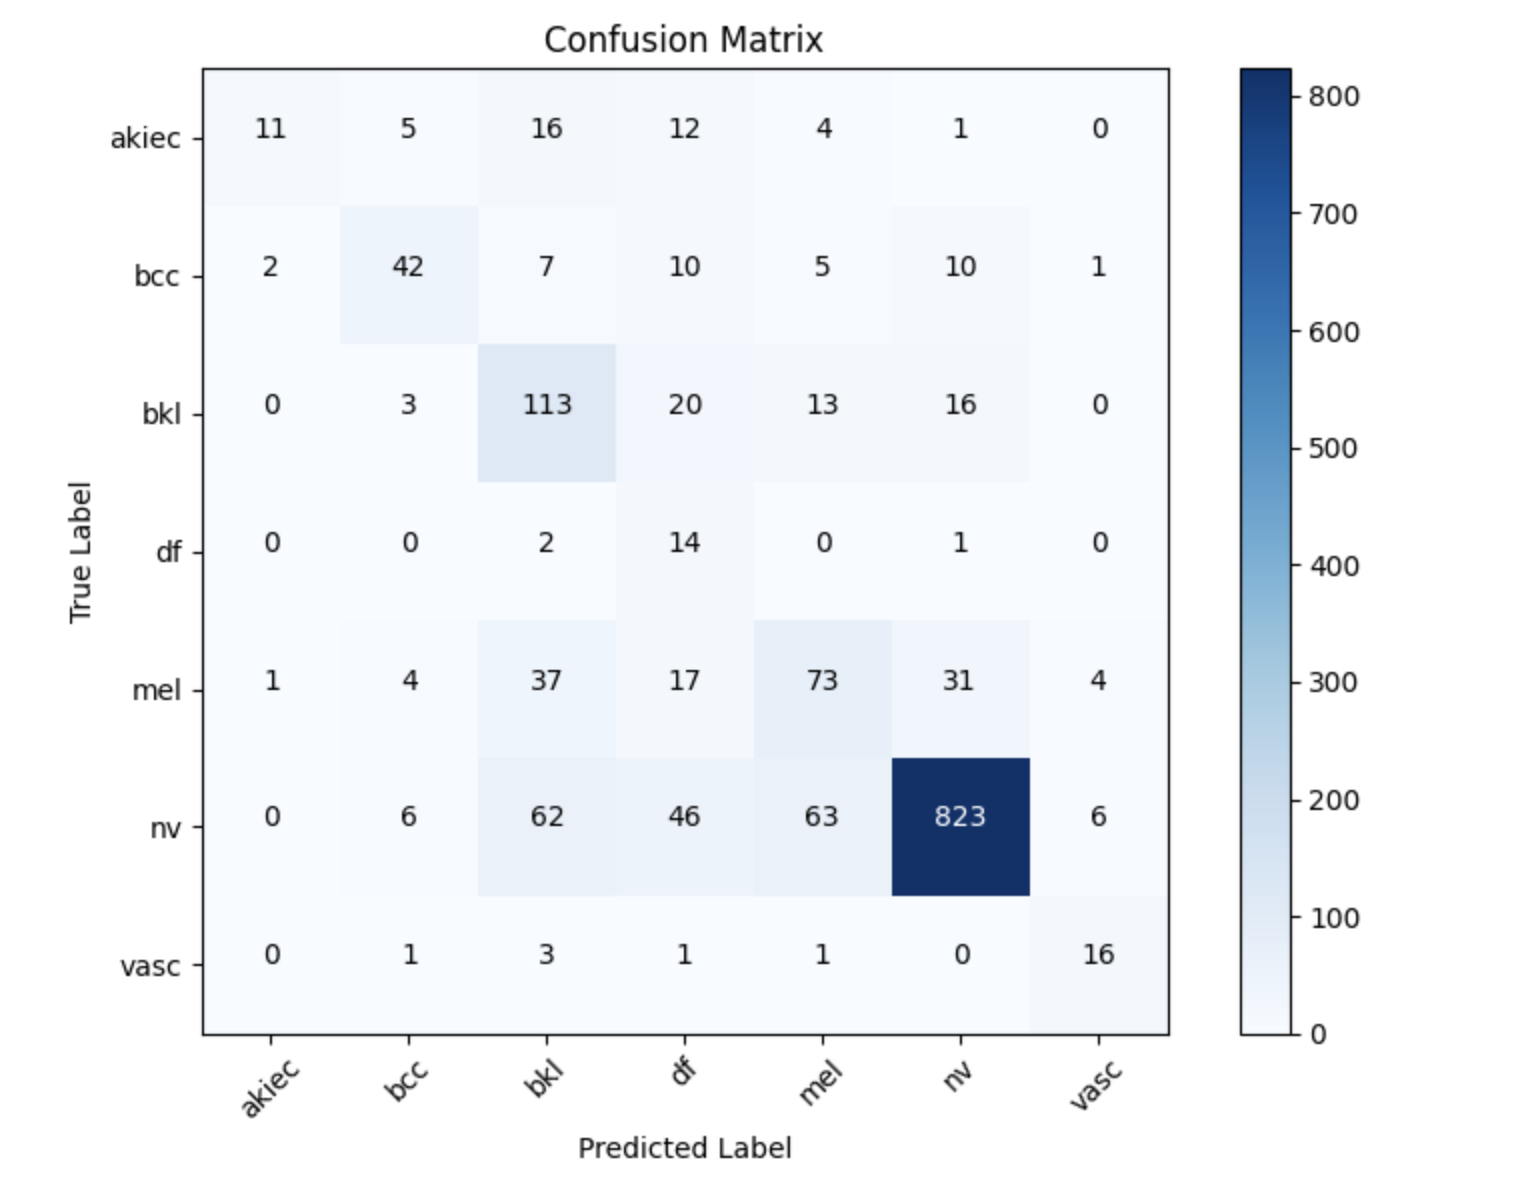 Confusion Matrix
akiec 11 5 16 12 4 1 0
bcc 2 42 7 10 5 10 1
bkl 0 3 113 20 13 16 0
df 0 0 2 14 0 1 0
mel 1 4 37 17 73 31 4
nv 0 6 62 46 63 823 6
vasc 0 1 3 1 1 0 16
akiec bcc bkl df mel nv vasc
True Label
Predicted Label
800
700
600
500
400
300
200
100
0